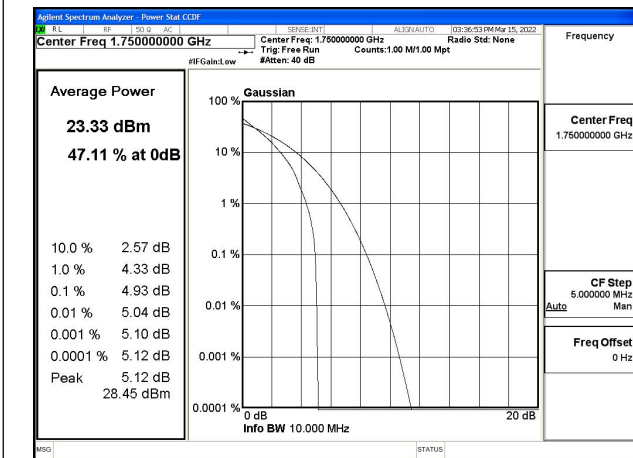 Agilent Spectrum Analyzer - Power Stat CCDF
RL RF 50 Ω AC SENSE:INT ALIGN AUTO 03:36:53 PM Mar 15, 2022
Center Freq 1.750000000 GHz
Center Freq: 1.750000000 GHz Radio Std: None
Trig: Free Run Counts:1.00 M/1.00 Mpt
#IFGain:Low #Atten: 40 dB
Frequency
Average Power
23.33 dBm
47.11 % at 0dB
10.0 % 2.57 dB
1.0 % 4.33 dB
0.1 % 4.93 dB
0.01 % 5.04 dB
0.001 % 5.10 dB
0.0001 % 5.12 dB
Peak 5.12 dB
28.45 dBm
Gaussian
100 %
10 %
1 %
0.1 %
0.01 %
0.001 %
0.0001 %
0 dB 20 dB
Info BW 10.000 MHz
Center Freq
1.750000000 GHz
CF Step
5.000000 MHz
Auto Man
Freq Offset
0 Hz
MSG STATUS